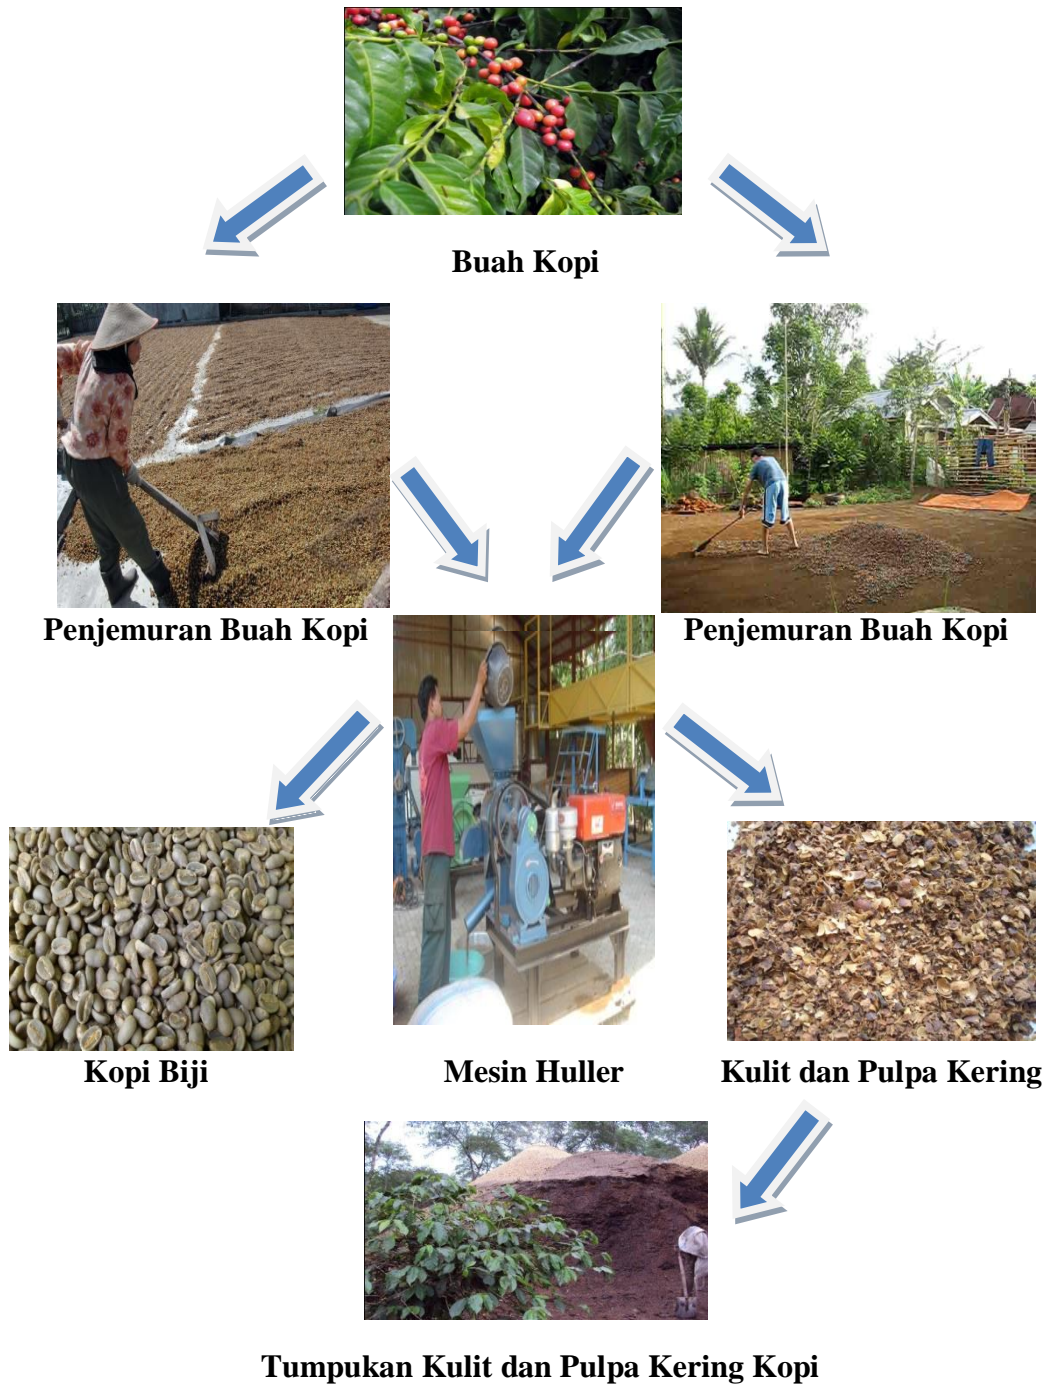 Buah Kopi
Penjemuran Buah Kopi
Penjemuran Buah Kopi
Kopi Biji
Mesin Huller
Kulit dan Pulpa Kering
Tumpukan Kulit dan Pulpa Kering Kopi